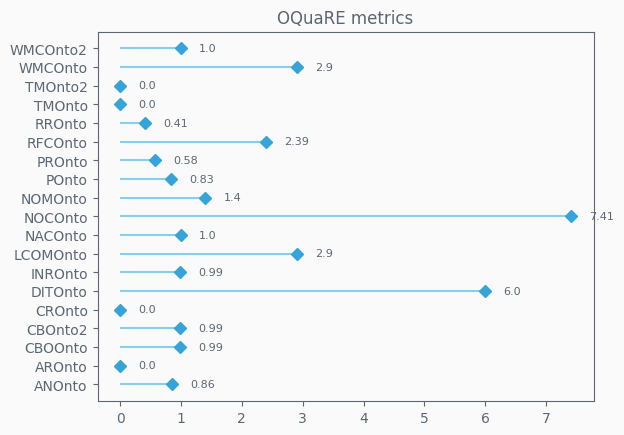 OQuaRE metrics
WMCOnto2 1.0
WMCOnto 2.9
TMOnto2 0.0
TMOnto 0.0
RROnto 0.41
RFCOnto 2.39
PROnto 0.58
POnto 0.83
NOMOnto 1.4
NOCOnto 7.41
NACOnto 1.0
LCOMOnto 2.9
INROnto 0.99
DITOnto 6.0
CROnto 0.0
CBOnto2 0.99
CBOOnto 0.99
AROnto 0.0
ANOnto 0.86
0 1 2 3 4 5 6 7